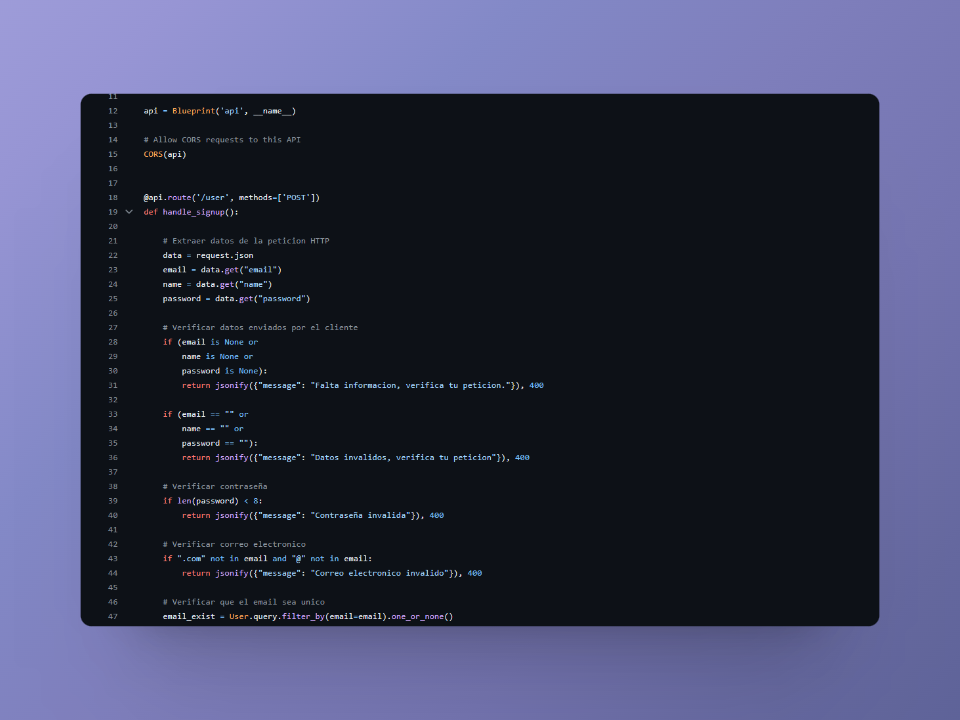 11
12 api = Blueprint('api', __name__)
13
14 # Allow CORS requests to this API
15 CORS(api)
16
17
18 @api.route('/user', methods=['POST'])
19 def handle_signup():
20
21 # Extraer datos de la peticion HTTP
22 data = request.json
23 email = data.get("email")
24 name = data.get("name")
25 password = data.get("password")
26
27 # Verificar datos enviados por el cliente
28 if (email is None or
29 name is None or
30 password is None):
31 return jsonify({"message": "Falta informacion, verifica tu peticion."}), 400
32
33 if (email == "" or
34 name == "" or
35 password == ""):
36 return jsonify({"message": "Datos invalidos, verifica tu peticion"}), 400
37
38 # Verificar contraseña
39 if len(password) < 8:
40 return jsonify({"message": "Contraseña invalida"}), 400
41
42 # Verificar correo electronico
43 if ".com" not in email and "@" not in email:
44 return jsonify({"message": "Correo electronico invalido"}), 400
45
46 # Verificar que el email sea unico
47 email_exist = User.query.filter_by(email=email).one_or_none()